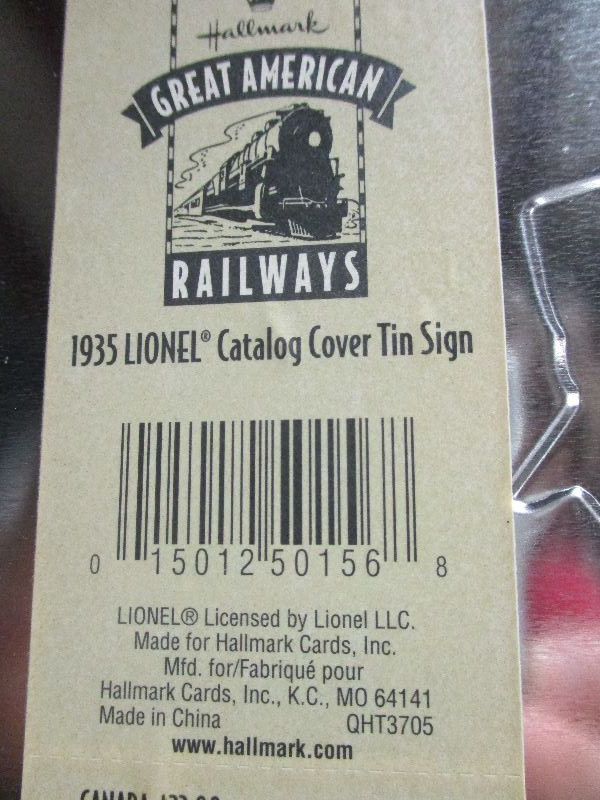 Hallmark
GREAT AMERICAN
RAILWAYS
1935 LIONEL® Catalog Cover Tin Sign
0 15012 50156 8
LIONEL® Licensed by Lionel LLC.
Made for Hallmark Cards, Inc.
Mfd. for/Fabriqué pour
Hallmark Cards, Inc., K.C., MO 64141
Made in China QHT3705
www.hallmark.com
CANADA